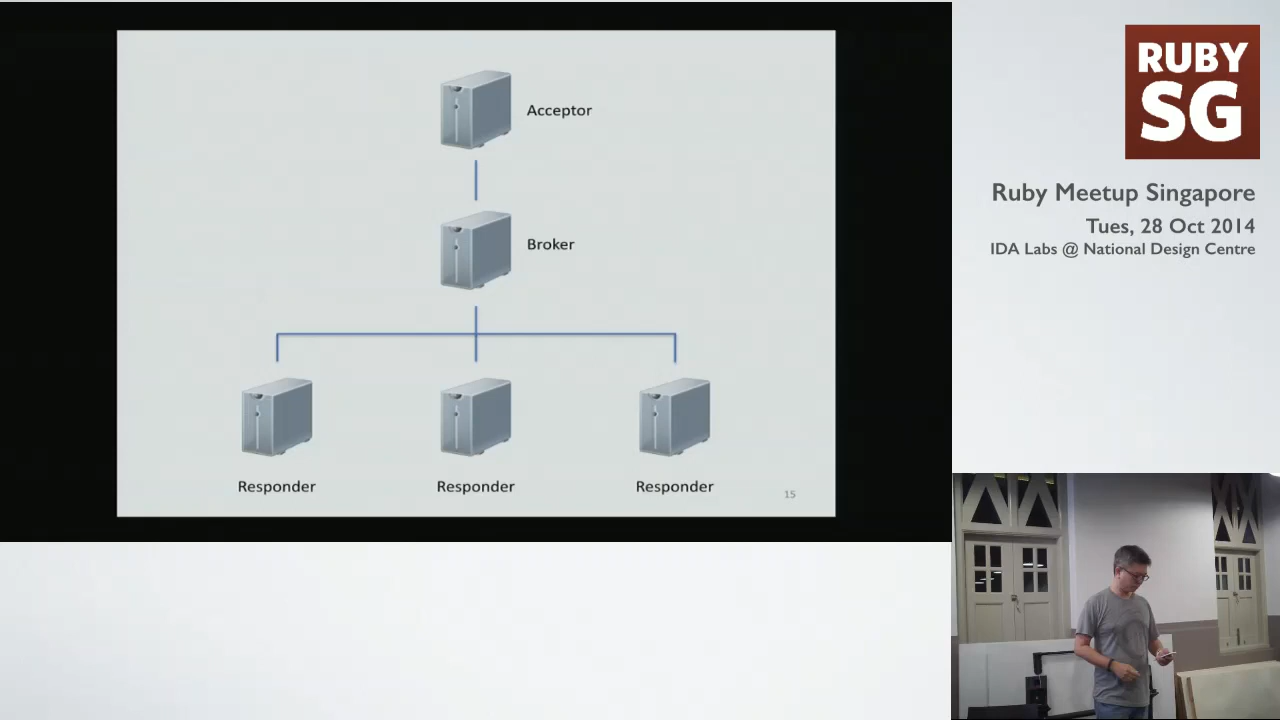 Acceptor
Broker
Responder Responder Responder
15
RUBY
SG
Ruby Meetup Singapore
Tues, 28 Oct 2014
IDA Labs @ National Design Centre